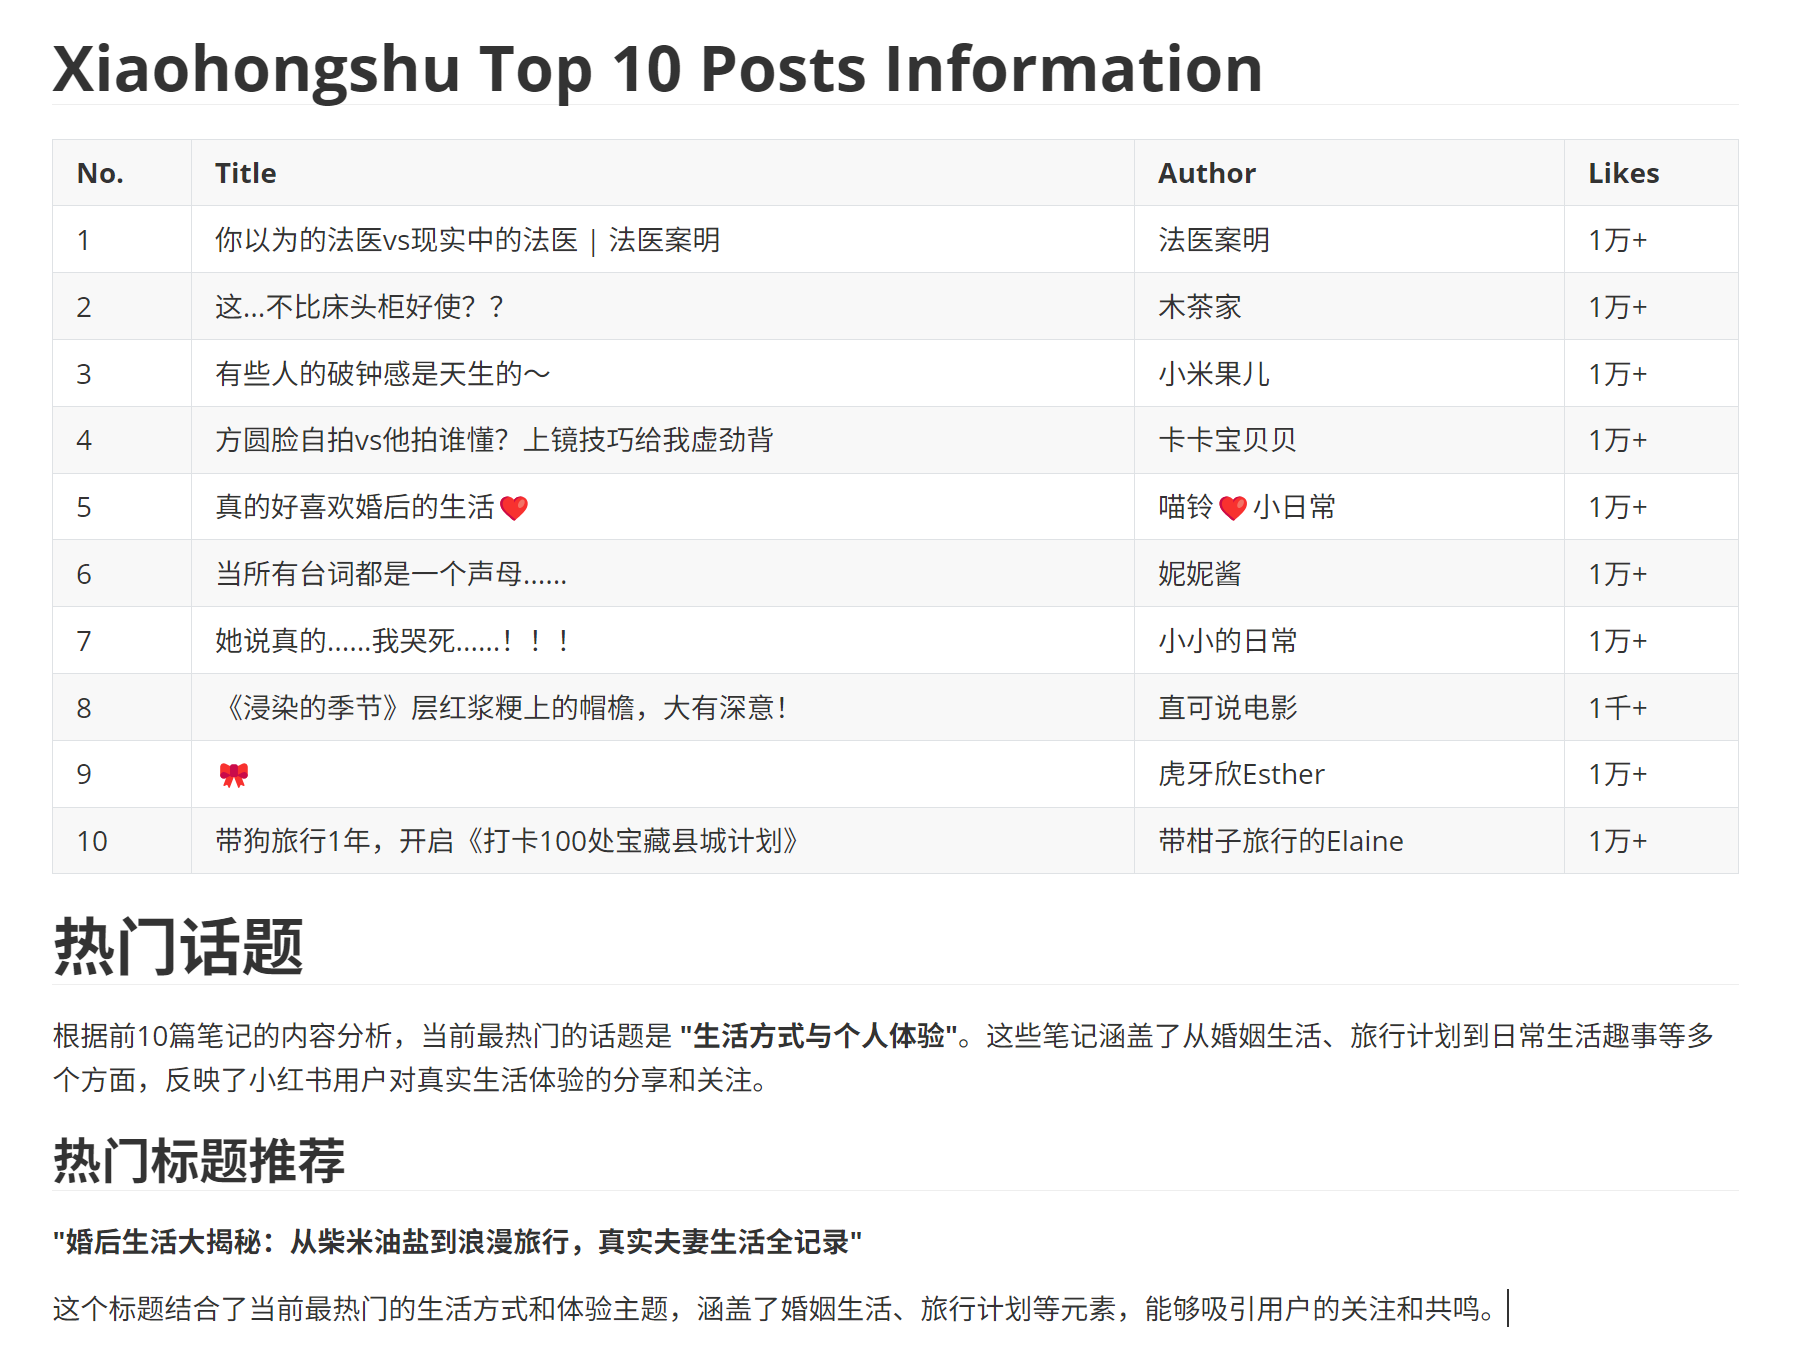 Xiaohongshu Top 10 Posts Information
No. Title Author Likes
1 你以为的法医vs现实中的法医 | 法医案明 法医案明 1万+
2 这...不比床头柜好使？？ 木茶家 1万+
3 有些人的破钟感是天生的～ 小米果儿 1万+
4 方圆脸自拍vs他拍谁懂？上镜技巧给我虚劲背 卡卡宝贝贝 1万+
5 真的好喜欢婚后的生活❤️ 喵铃❤️小日常 1万+
6 当所有台词都是一个声母...... 妮妮酱 1万+
7 她说真的......我哭死......！！！ 小小的日常 1万+
8 《浸染的季节》层红浆粳上的帽檐，大有深意！ 直可说电影 1千+
9 🎀 虎牙欣Esther 1万+
10 带狗旅行1年，开启《打卡100处宝藏县城计划》 带柑子旅行的Elaine 1万+
热门话题
根据前10篇笔记的内容分析，当前最热门的话题是 "生活方式与个人体验"。这些笔记涵盖了从婚姻生活、旅行计划到日常生活趣事等多
个方面，反映了小红书用户对真实生活体验的分享和关注。
热门标题推荐
"婚后生活大揭秘：从柴米油盐到浪漫旅行，真实夫妻生活全记录"
这个标题结合了当前最热门的生活方式和体验主题，涵盖了婚姻生活、旅行计划等元素，能够吸引用户的关注和共鸣。